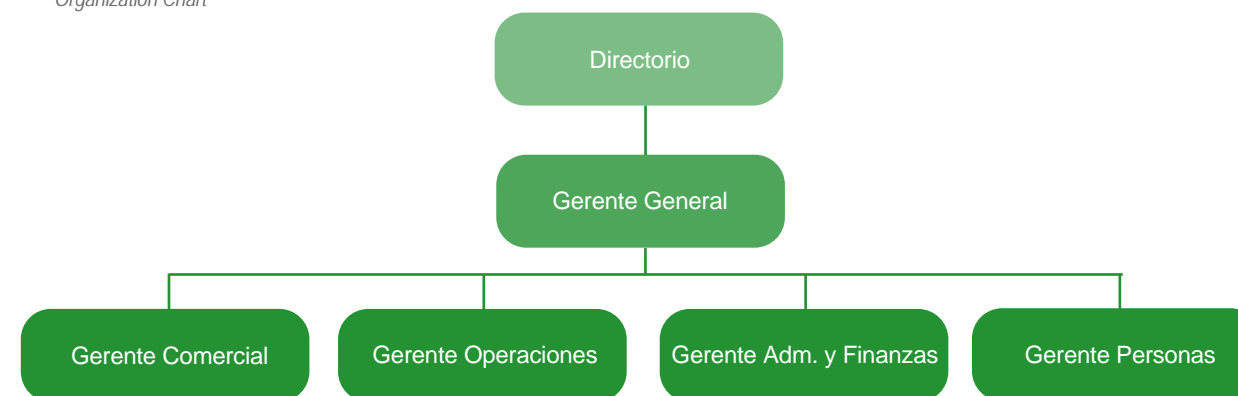 Organization Chart
Directorio
Gerente General
Gerente Comercial
Gerente Operaciones
Gerente Adm. y Finanzas
Gerente Personas